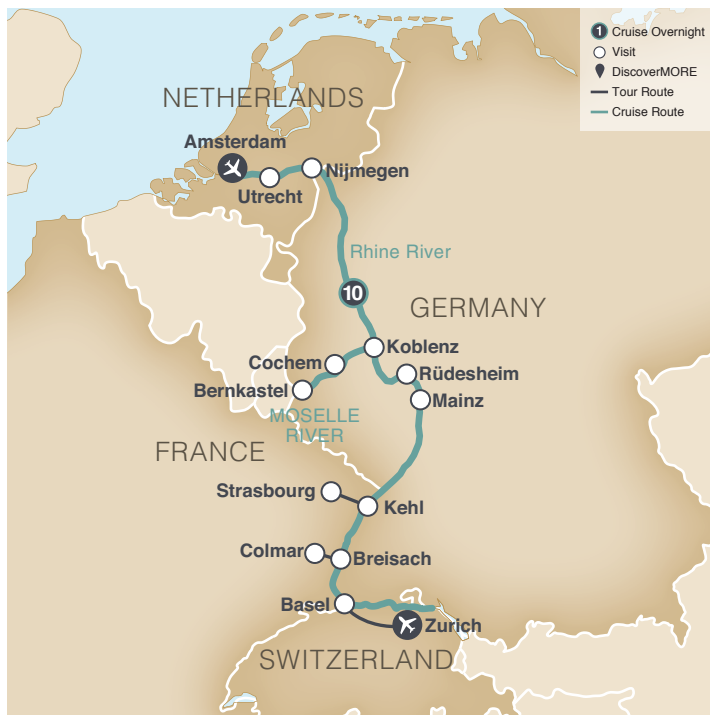 1 Cruise Overnight
Visit
DiscoverMORE
Tour Route
Cruise Route
NETHERLANDS
Amsterdam
Nijmegen
Utrecht
Rhine River
10
GERMANY
Koblenz
Cochem
Rüdesheim
Bernkastel
Mainz
MOSELLE
RIVER
FRANCE
Strasbourg
Kehl
Colmar
Breisach
Basel
Zurich
SWITZERLAND